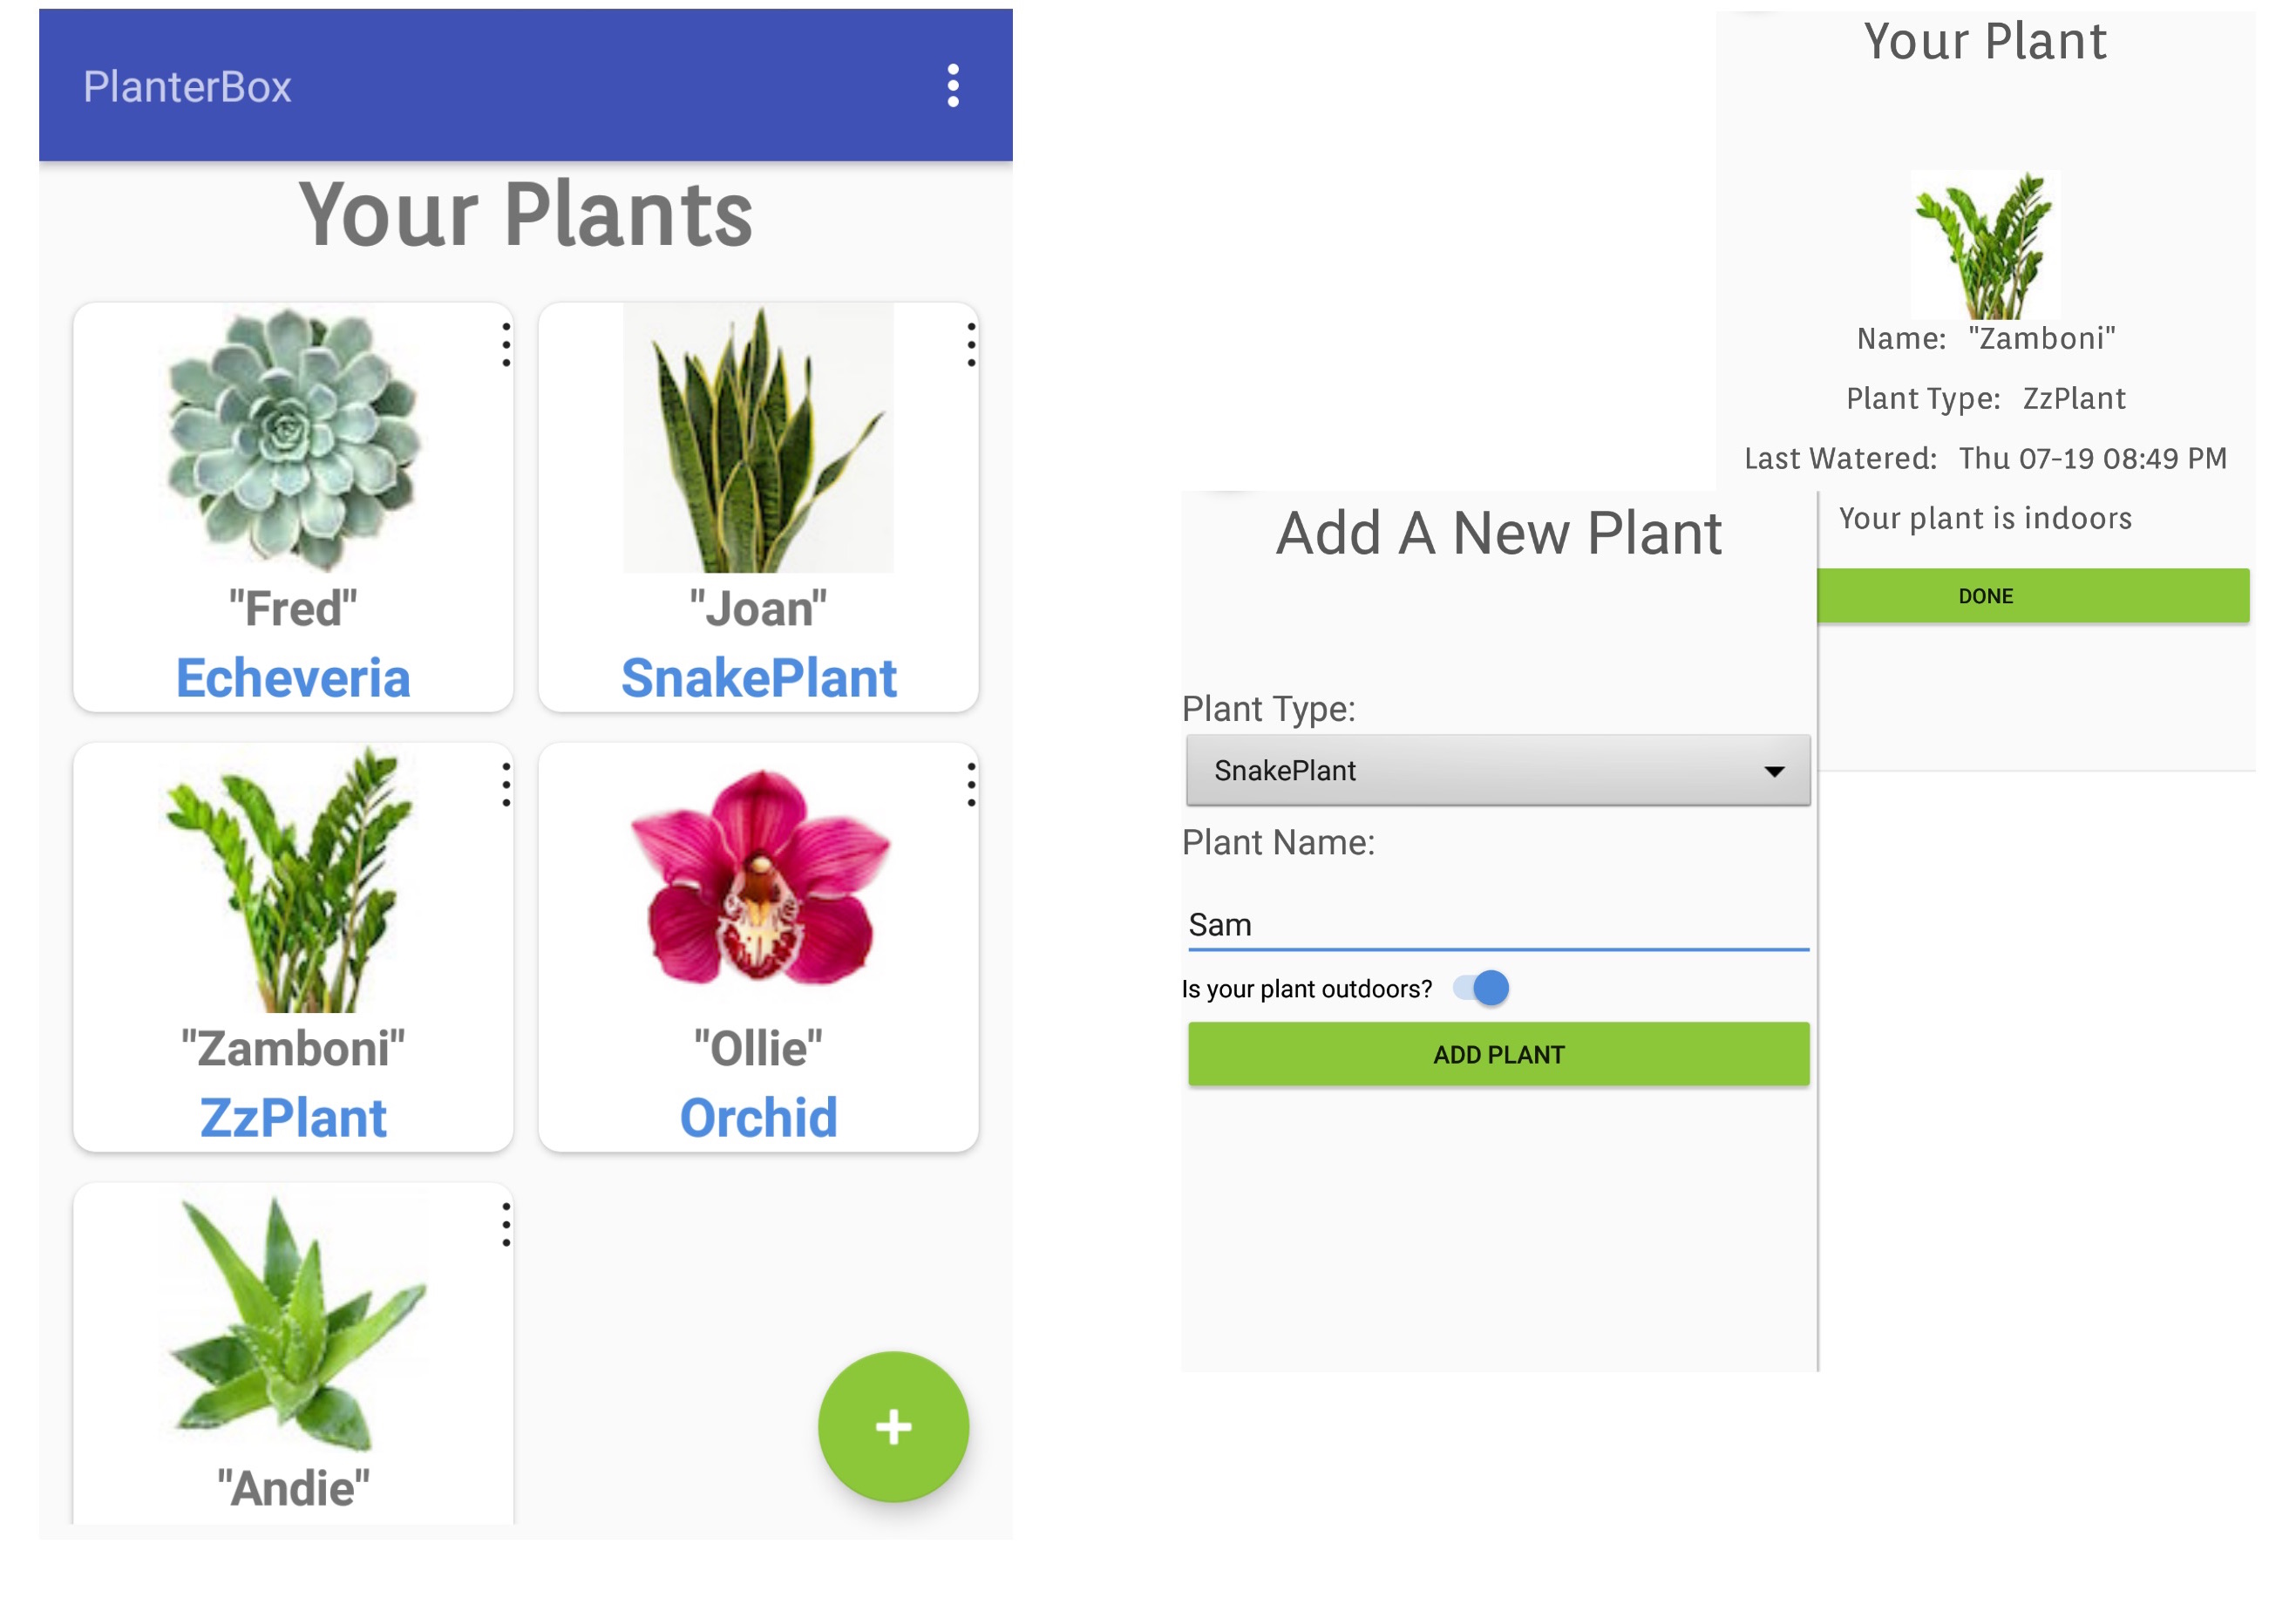 PlanterBox
Your Plants
"Fred"
Echeveria
"Joan"
SnakePlant
"Zamboni"
ZzPlant
"Ollie"
Orchid
"Andie"
+
Add A New Plant
Plant Type:
SnakePlant
Plant Name:
Sam
Is your plant outdoors?
ADD PLANT
Your Plant
Name: "Zamboni"
Plant Type: ZzPlant
Last Watered: Thu 07-19 08:49 PM
Your plant is indoors
DONE